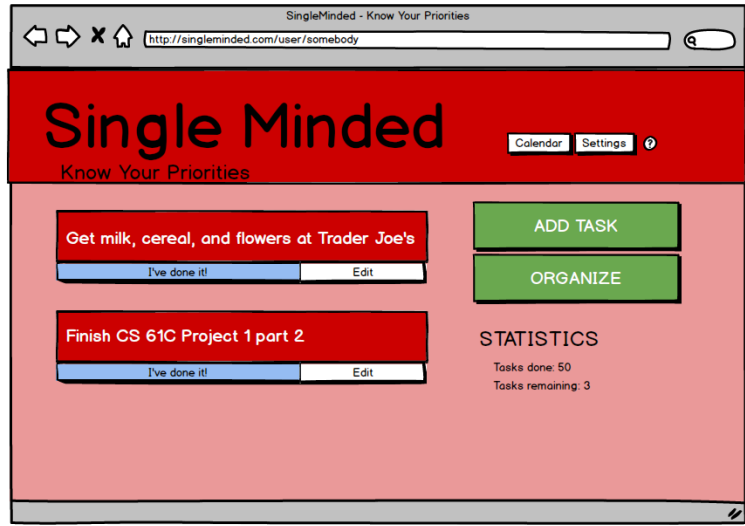 SingleMinded - Know Your Priorities
http://singleminded.com/user/somebody
Single Minded
Know Your Priorities
Calendar Settings ?
Get milk, cereal, and flowers at Trader Joe's
I've done it! Edit
Finish CS 61C Project 1 part 2
I've done it! Edit
ADD TASK
ORGANIZE
STATISTICS
Tasks done: 50
Tasks remaining: 3